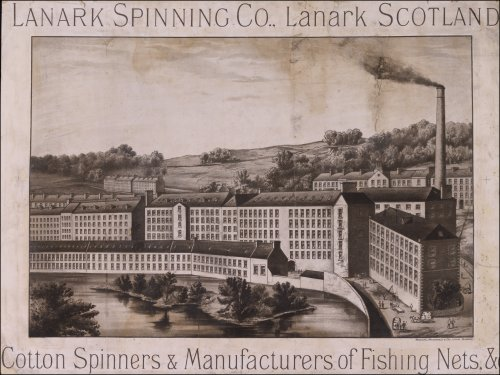 LANARK SPINNING CO., LANARK SCOTLAND
COTTON SPINNERS & MANUFACTURERS OF FISHING NETS, &